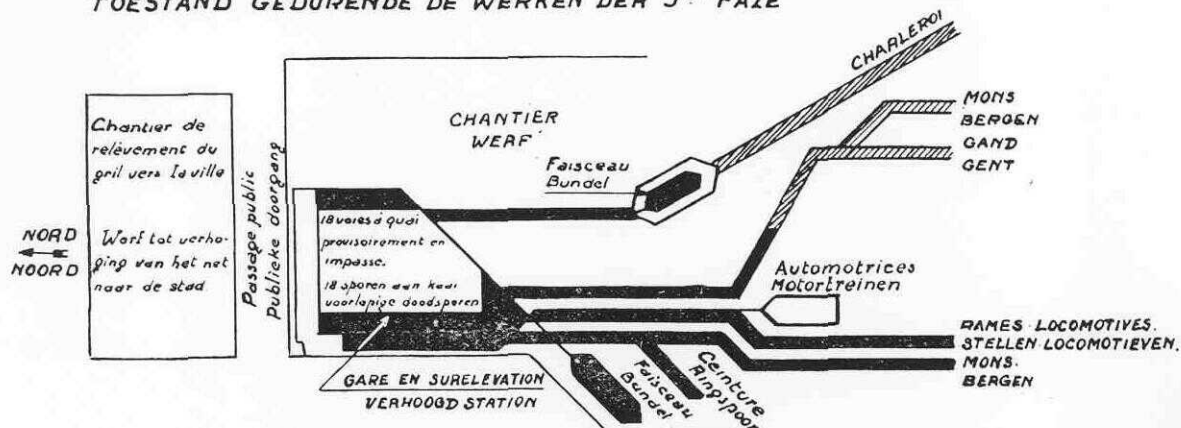 TOESTAND GEDURENDE DE WERKEN DER 3e FAZE
CHARLEROI
MONS
BERGEN
GAND
GENT
CHANTIER
WERF
Faisceau
Bundel
Chantier de
relèvement du
gril vers la ville
Werf tot verho-
ging van het net
naar de stad
NORD
NOORD
Passage public
Publieke doorgang
18 voies à quai
provisoirement en
impasse.
18 sporen aan kaai
voorlopige doodsporen
Automotrices
Motortreinen
RAMES-LOCOMOTIVES.
STELLEN-LOCOMOTIEVEN.
MONS-
BERGEN
GARE EN SURELEVATION
VERHOOGD STATION
Faisceau
Bundel
Ceinture
Ringspoor